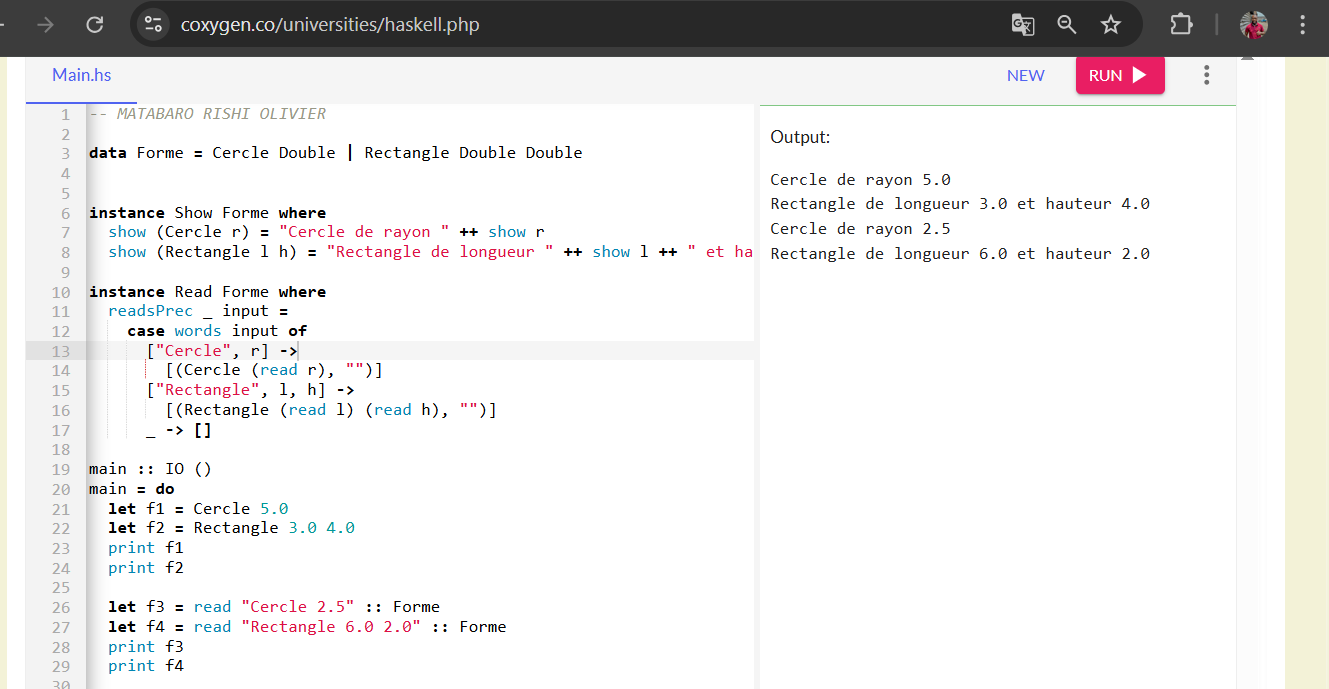 coxygen.co/universities/haskell.php
Main.hs
NEW
RUN
1 -- MATABARO RISHI OLIVIER
2
3 data Forme = Cercle Double | Rectangle Double Double
4
5
6 instance Show Forme where
7   show (Cercle r) = "Cercle de rayon " ++ show r
8   show (Rectangle l h) = "Rectangle de longueur " ++ show l ++ " et ha
9
10 instance Read Forme where
11   readsPrec _ input =
12     case words input of
13       ["Cercle", r] ->
14         [(Cercle (read r), "")]
15       ["Rectangle", l, h] ->
16         [(Rectangle (read l) (read h), "")]
17       _ -> []
18
19 main :: IO ()
20 main = do
21   let f1 = Cercle 5.0
22   let f2 = Rectangle 3.0 4.0
23   print f1
24   print f2
25
26   let f3 = read "Cercle 2.5" :: Forme
27   let f4 = read "Rectangle 6.0 2.0" :: Forme
28   print f3
29   print f4
30
Output:
Cercle de rayon 5.0
Rectangle de longueur 3.0 et hauteur 4.0
Cercle de rayon 2.5
Rectangle de longueur 6.0 et hauteur 2.0